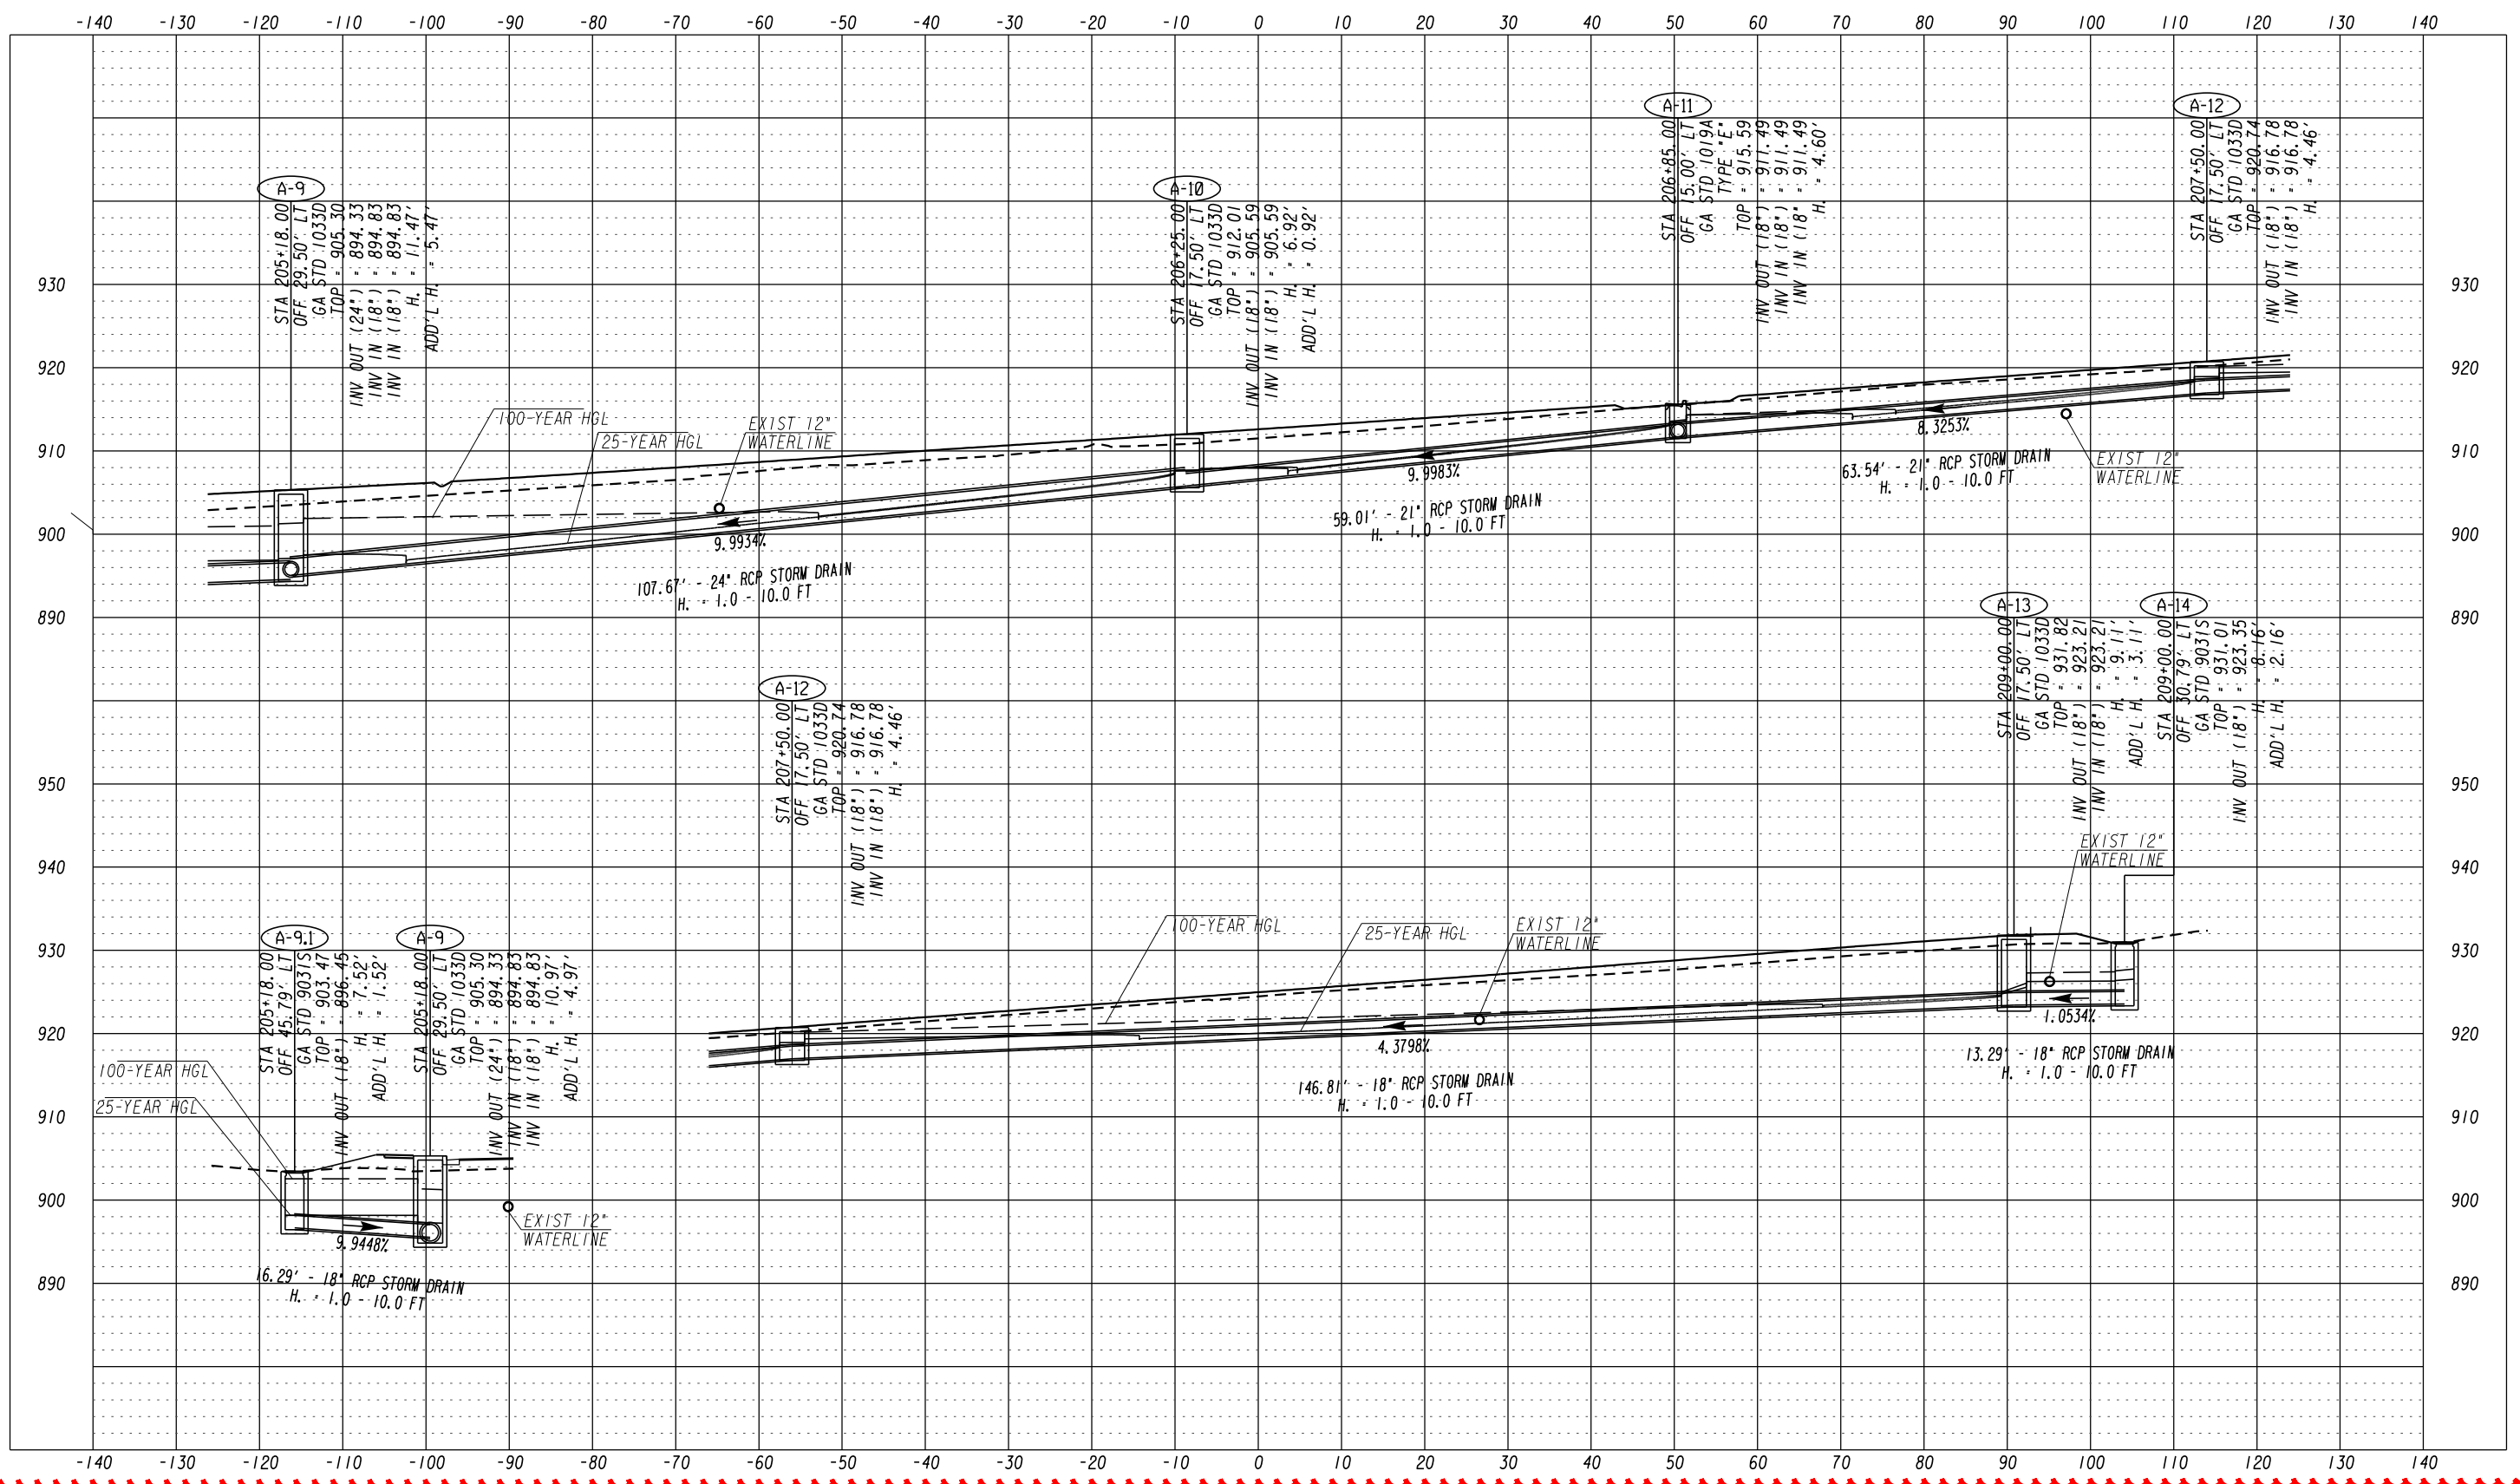 -140 -130 -120 -110 -100 -90 -80 -70 -60 -50 -40 -30 -20 -10 0 10 20 30 40 50 60 70 80 90 100 110 120 130 140
A-9
STA 205+18.00
OFF 29.50' LT
GA STD 1033D
TOP = 905.30
INV OUT (24") = 894.33
INV IN (18") = 894.83
INV IN (18") = 894.83
H. = 11.47'
ADD'L H. = 5.47'
A-10
STA 206+25.00
OFF 17.50' LT
GA STD 1033D
TOP = 912.01
INV OUT (18") = 905.59
INV IN (18") = 905.59
H. = 6.92'
ADD'L H. = 0.92'
A-11
STA 206+85.00
OFF 15.00' LT
GA STD 1019A
TYPE "E"
TOP = 915.59
INV OUT (18") = 911.49
INV IN (18") = 911.49
INV IN (18") = 911.49
H. = 4.60'
A-12
STA 207+50.00
OFF 17.50' LT
GA STD 1033D
TOP = 920.74
INV OUT (18") = 916.78
INV IN (18") = 916.78
H. = 4.46'
930 930
920 920
910 910
900 900
890 890
100-YEAR HGL
25-YEAR HGL
EXIST 12"
WATERLINE
9.9934%
107.67' - 24" RCP STORM DRAIN
H. = 1.0 - 10.0 FT
9.9983%
59.01' - 21" RCP STORM DRAIN
H. = 1.0 - 10.0 FT
8.3253%
63.54' - 21" RCP STORM DRAIN
H. = 1.0 - 10.0 FT
EXIST 12"
WATERLINE
A-12
STA 207+50.00
OFF 17.50' LT
GA STD 1033D
TOP = 920.74
INV OUT (18") = 916.78
INV IN (18") = 916.78
H. = 4.46'
A-13
STA 209+00.00
OFF 17.50' LT
GA STD 1033D
TOP = 931.82
INV OUT (18") = 923.21
INV IN (18") = 923.21
H. = 9.11'
ADD'L H. = 3.11'
A-14
STA 209+00.00
OFF 30.79' LT
GA STD 9031S
TOP = 931.01
INV OUT (18") = 923.35
H. = 8.16'
ADD'L H. = 2.16'
950 950
940 940
930 930
920 920
910 910
900 900
890 890
EXIST 12"
WATERLINE
100-YEAR HGL
25-YEAR HGL
EXIST 12"
WATERLINE
4.3798%
146.81' - 18" RCP STORM DRAIN
H. = 1.0 - 10.0 FT
1.0534%
13.29' - 18" RCP STORM DRAIN
H. = 1.0 - 10.0 FT
A-9.1
STA 205+18.00
OFF 45.79' LT
GA STD 9031S
TOP = 903.47
INV OUT (18") = 896.45
H. = 7.52'
ADD'L H. = 1.52'
A-9
STA 205+18.00
OFF 29.50' LT
GA STD 1033D
TOP = 905.30
INV OUT (24") = 894.33
INV IN (18") = 894.83
INV IN (18") = 894.83
H. = 10.97'
ADD'L H. = 4.97'
100-YEAR HGL
25-YEAR HGL
EXIST 12"
WATERLINE
9.9448%
16.29' - 18" RCP STORM DRAIN
H. = 1.0 - 10.0 FT
-140 -130 -120 -110 -100 -90 -80 -70 -60 -50 -40 -30 -20 -10 0 10 20 30 40 50 60 70 80 90 100 110 120 130 140